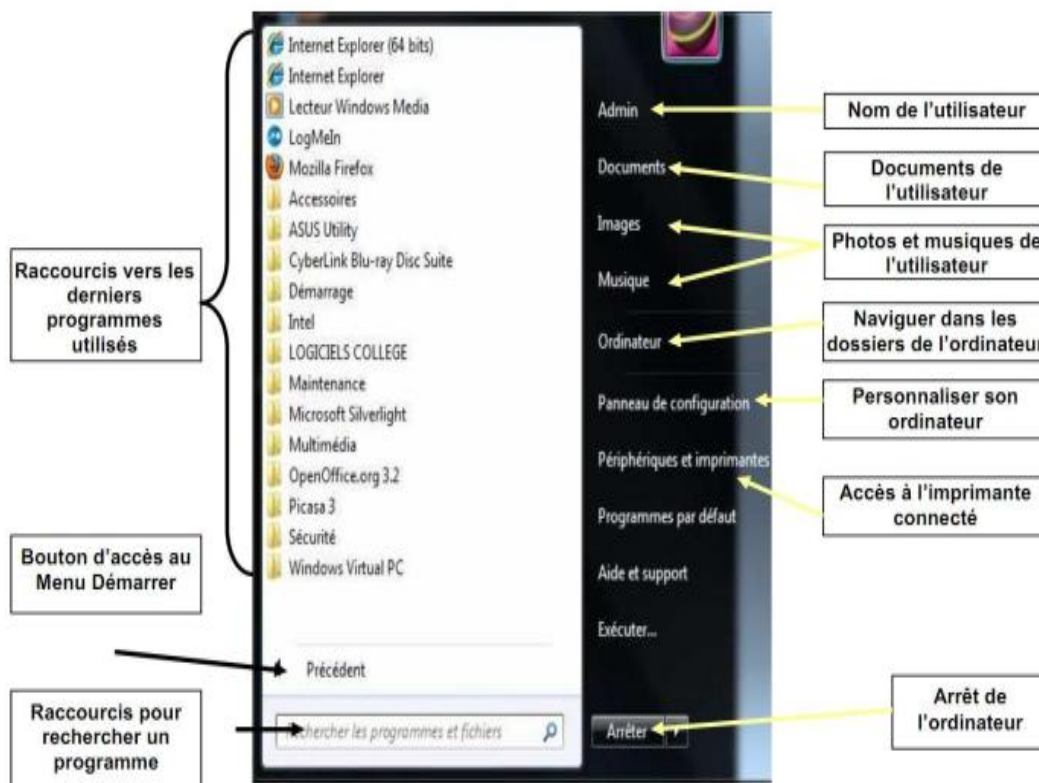 Internet Explorer (64 bits)
Internet Explorer
Lecteur Windows Media
LogMeIn
Mozilla Firefox
Accessoires
ASUS Utility
CyberLink Blu-ray Disc Suite
Démarrage
Intel
LOGICIELS COLLEGE
Maintenance
Microsoft Silverlight
Multimédia
OpenOffice.org 3.2
Picasa 3
Sécurité
Windows Virtual PC
Précédent
Rechercher les programmes et fichiers
Admin
Documents
Images
Musique
Ordinateur
Panneau de configuration
Périphériques et imprimantes
Programmes par défaut
Aide et support
Exécuter...
Arrêter
Raccourcis vers les
derniers
programmes
utilisés
Bouton d'accès au
Menu Démarrer
Raccourcis pour
rechercher un
programme
Nom de l'utilisateur
Documents de
l'utilisateur
Photos et musiques de
l'utilisateur
Naviguer dans les
dossiers de l'ordinateur
Personnaliser son
ordinateur
Accès à l'imprimante
connecté
Arrêt de
l'ordinateur